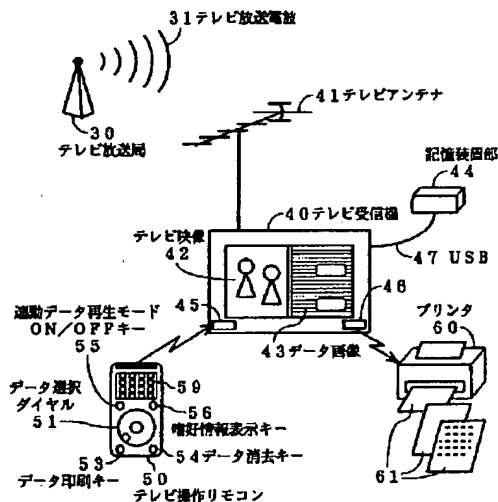 31テレビ放送電波
41テレビアンテナ
30
テレビ放送局
記憶装置部
44
40テレビ受信機
テレビ映像
42
47 USB
45
46
プリンタ
60
43データ画像
連動データ再生モード
ON/OFFキー
55
59
データ選択
ダイヤル
51
56
嗜好情報表示キー
54データ消去キー
53
データ印刷キー
50
テレビ操作リモコン
61